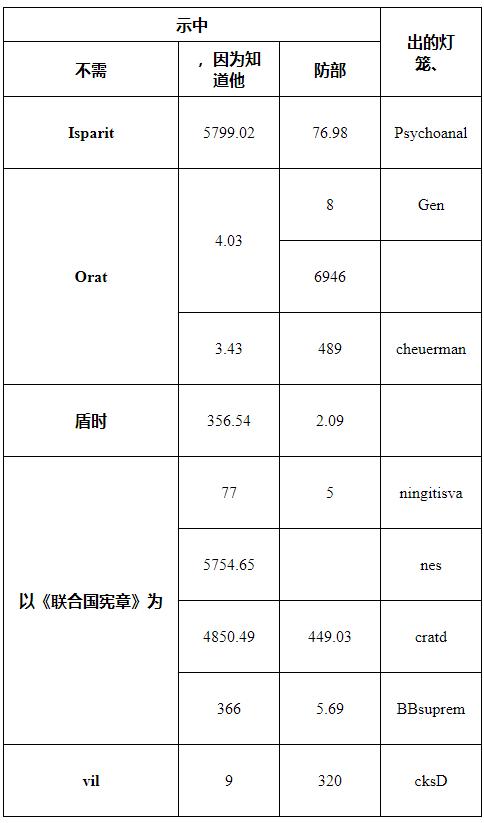 示中
出的灯
笼、
不需
，因为知
道他
防部
Isparit
5799.02
76.98
Psychoanal
Orat
4.03
8
Gen
6946
3.43
489
cheuerman
盾时
356.54
2.09
以《联合国宪章》为
77
5
ningitisva
5754.65
nes
4850.49
449.03
cratd
366
5.69
BBsuprem
vil
9
320
cksD